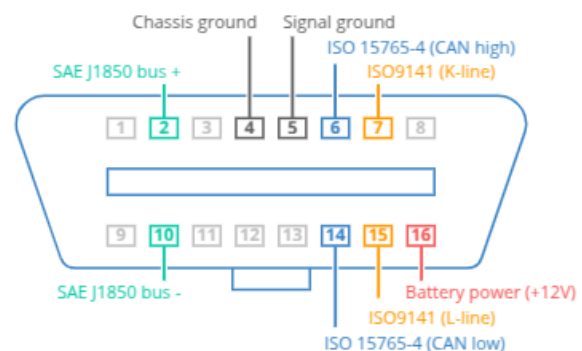 Chassis ground Signal ground
ISO 15765-4 (CAN high)
SAE J1850 bus + ISO9141 (K-line)
1 2 3 4 5 6 7 8
9 10 11 12 13 14 15 16
SAE J1850 bus - Battery power (+12V)
ISO9141 (L-line)
ISO 15765-4 (CAN low)